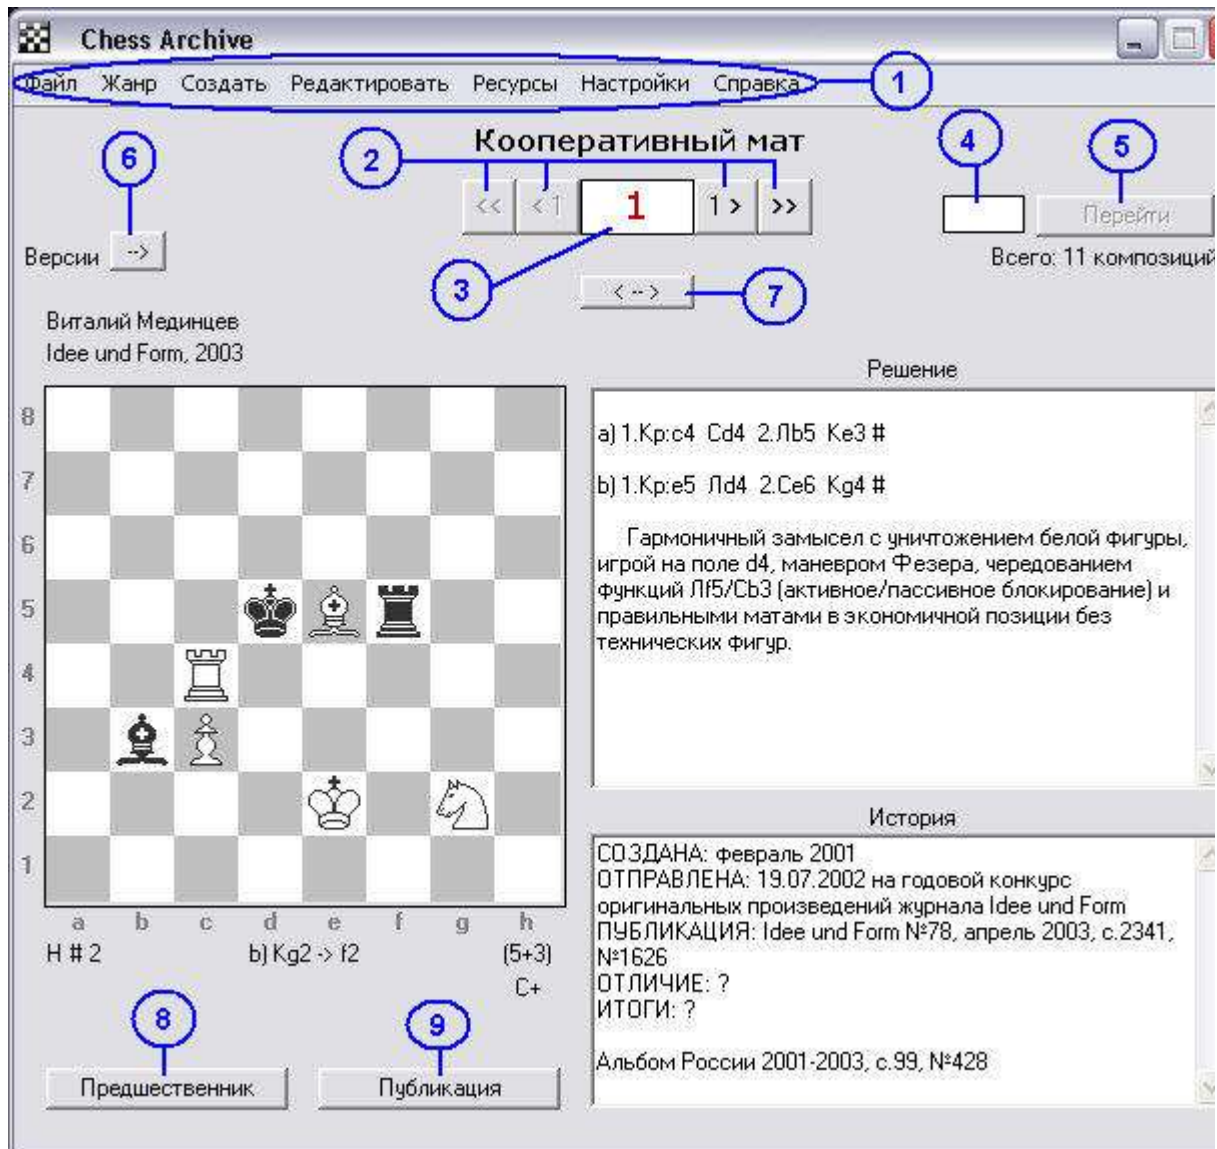 Chess Archive
Файл Жанр Создать Редактировать Ресурсы Настройки Справка
1
Кооперативный мат
6
2
4
5
<< <1 1 1> >>
Перейти
Версии -->
Всего: 11 композиций
3
< -- >
7
Виталий Мединцев
Idee und Form, 2003
Решение
a) 1.Кр:c4 Cd4 2.Лb5 Ke3 #
b) 1.Кр:e5 Лd4 2.Ce6 Kg4 #
Гармоничный замысел с уничтожением белой фигуры,
игрой на поле d4, маневром Фезера, чередованием
функций Лf5/Cb3 (активное/пассивное блокирование) и
правильными матами в экономичной позиции без
технических фигур.
8
7
6
5
4
3
2
1
a b c d e f g h
H # 2 b) Kg2 -> f2 (5+3)
C+
История
СОЗДАНА: февраль 2001
ОТПРАВЛЕНА: 19.07.2002 на годовой конкурс
оригинальных произведений журнала Idee und Form
ПУБЛИКАЦИЯ: Idee und Form №78, апрель 2003, с.2341,
№1626
ОТЛИЧИЕ: ?
ИТОГИ: ?
Альбом России 2001-2003, с.99, №428
8
9
Предшественник Публикация